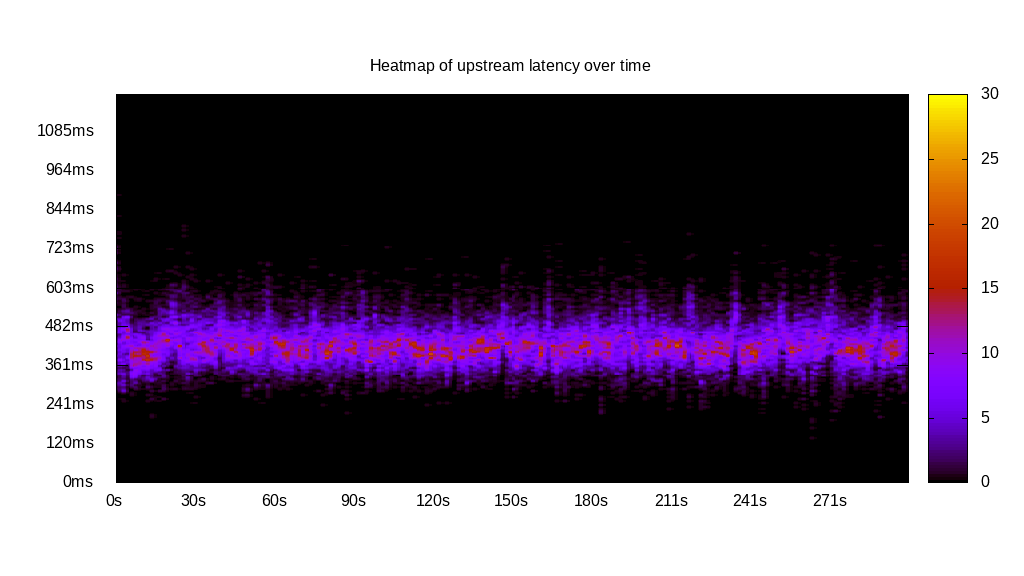 Heatmap of upstream latency over time
1085ms
964ms
844ms
723ms
603ms
482ms
361ms
241ms
120ms
0ms
0s 30s 60s 90s 120s 150s 180s 211s 241s 271s
30
25
20
15
10
5
0